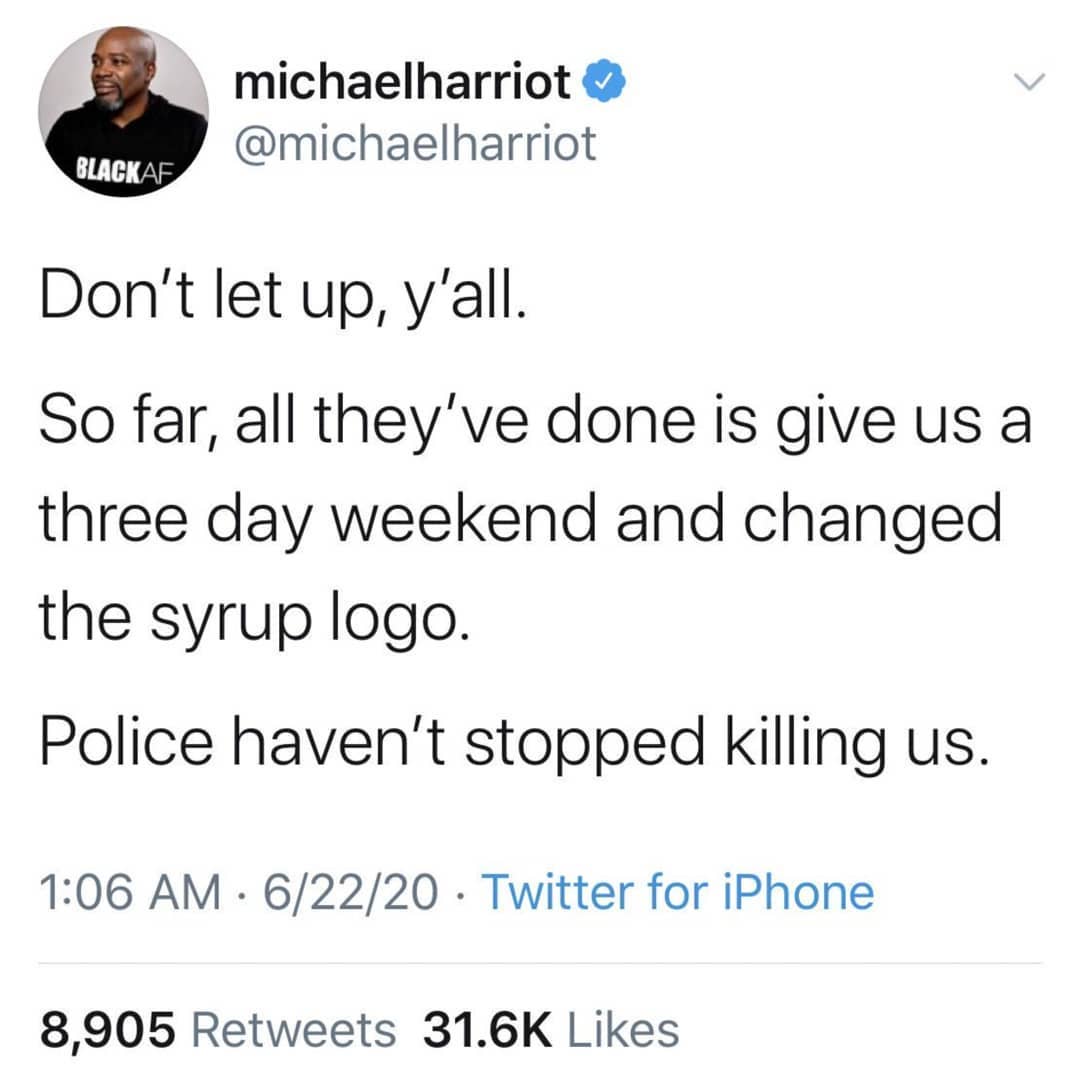 michaelharriot
@michaelharriot
BLACKAF
Don’t let up, y’all.
So far, all they’ve done is give us a
three day weekend and changed
the syrup logo.
Police haven’t stopped killing us.
1:06 AM · 6/22/20 · Twitter for iPhone
8,905 Retweets 31.6K Likes